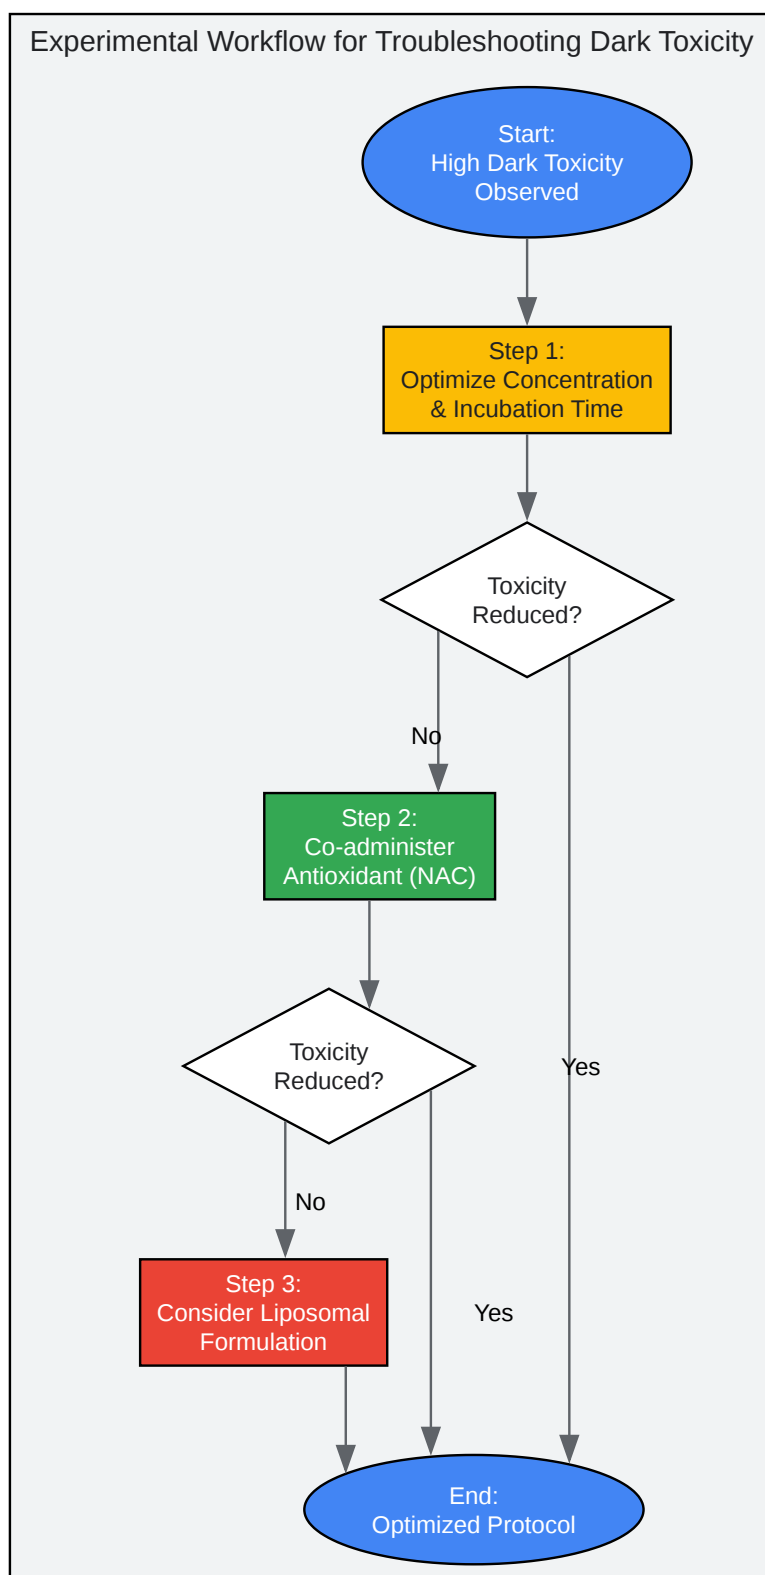 Experimental Workflow for Troubleshooting Dark Toxicity
Start:
High Dark Toxicity
Observed
Step 1:
Optimize Concentration
& Incubation Time
Toxicity
Reduced?
No
Step 2:
Co-administer
Antioxidant (NAC)
Toxicity
Reduced?
Yes
No
Step 3:
Consider Liposomal
Formulation
Yes
End:
Optimized Protocol